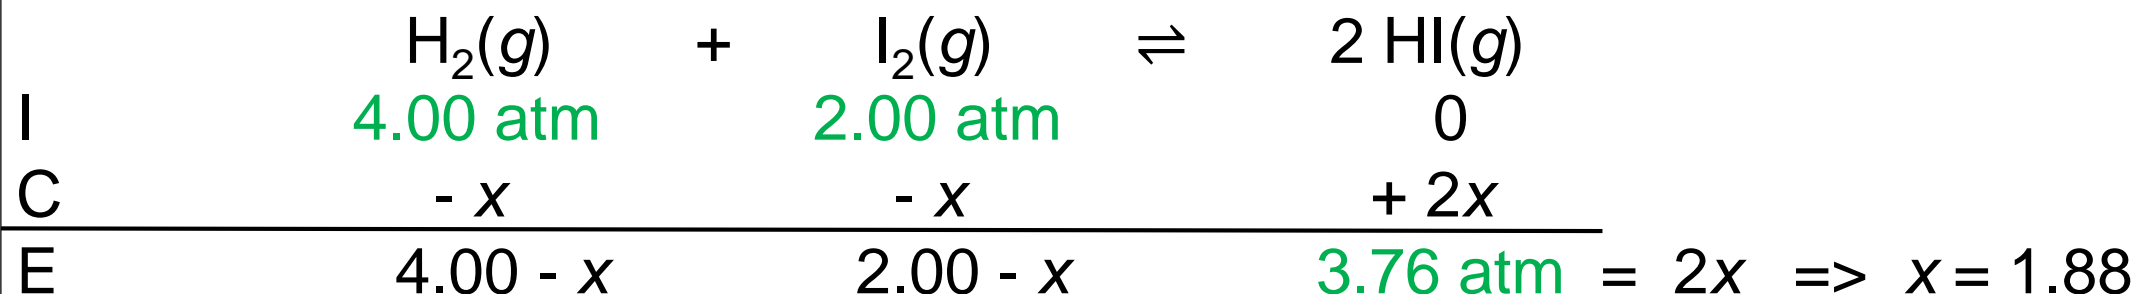 H₂(g) + I₂(g) ⇌ 2 HI(g)
I 4.00 atm 2.00 atm 0
C - x - x + 2x
E 4.00 - x 2.00 - x 3.76 atm = 2x => x = 1.88